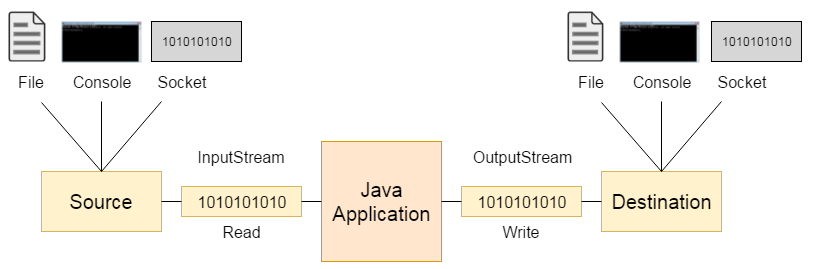 1010101010
1010101010
File
Console
Socket
File
Console
Socket
InputStream
OutputStream
Source
1010101010
Java
Application
1010101010
Destination
Read
Write